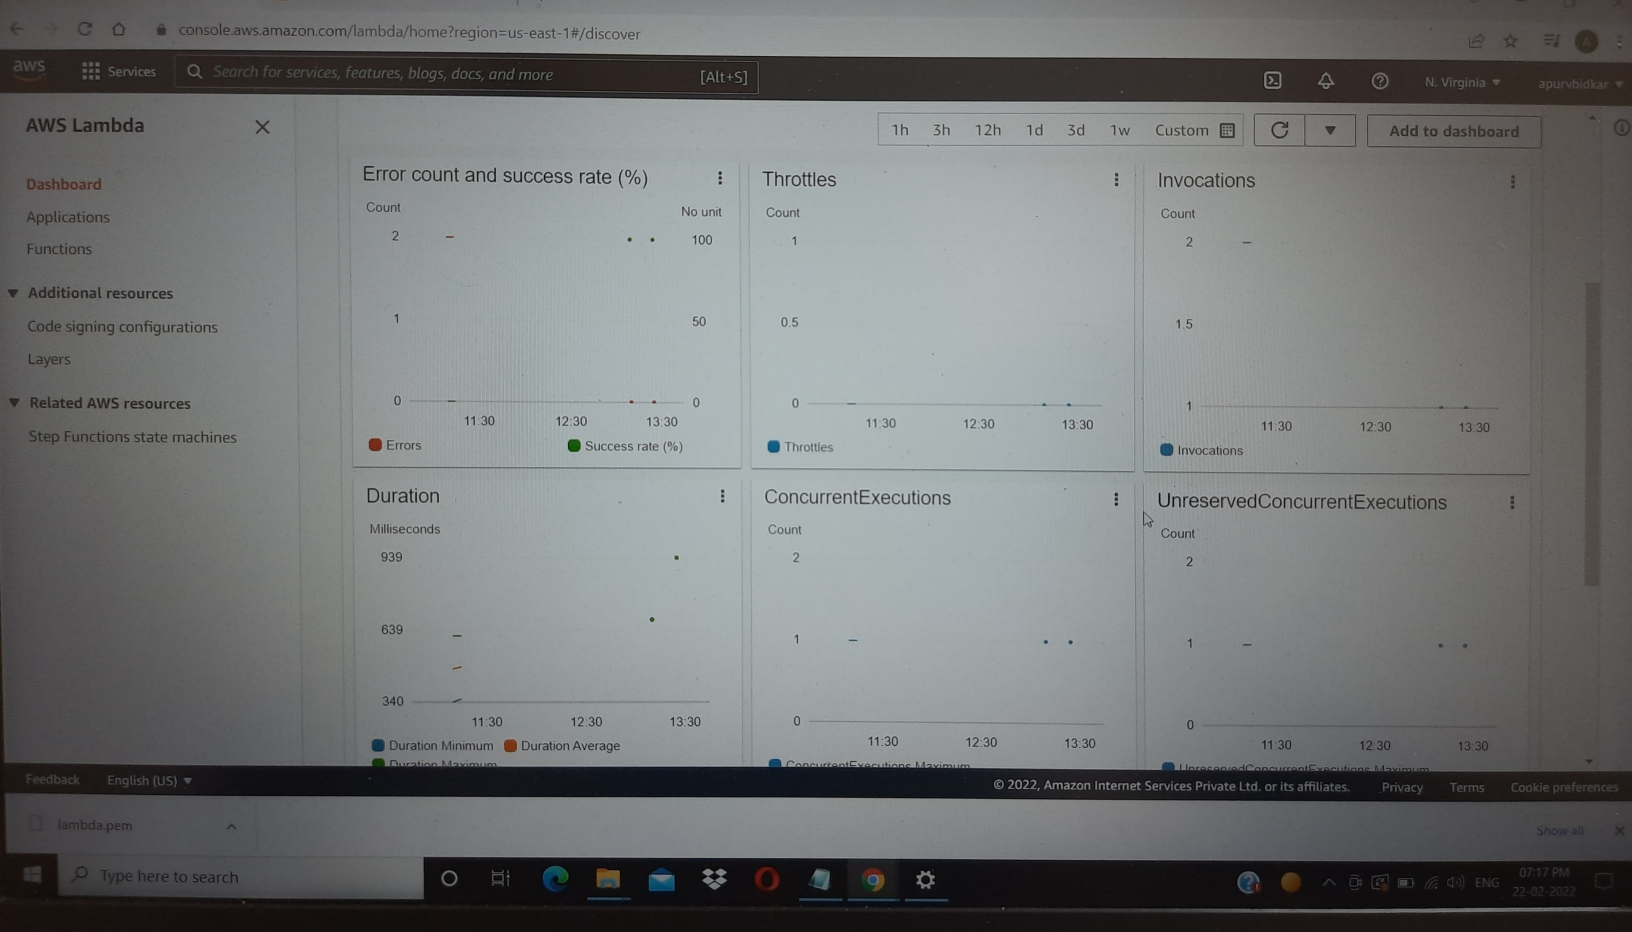 console.aws.amazon.com/lambda/home?region=us-east-1#/discover
aws
Services
Search for services, features, blogs, docs, and more
[Alt+S]
N. Virginia
apurvbidkar
A
AWS Lambda
Dashboard
Applications
Functions
Additional resources
Code signing configurations
Layers
Related AWS resources
Step Functions state machines
1h 3h 12h 1d 3d 1w Custom
Add to dashboard
Error count and success rate (%)
Count
No unit
2
100
1
50
0
0
11:30 12:30 13:30
Errors
Success rate (%)
Throttles
Count
1
0.5
0
11:30 12:30 13:30
Throttles
Invocations
Count
2
1.5
1
11:30 12:30 13:30
Invocations
Duration
Milliseconds
939
639
340
11:30 12:30 13:30
Duration Minimum Duration Average
Duration Maximum
ConcurrentExecutions
Count
2
1
0
11:30 12:30 13:30
ConcurrentExecutions Maximum
UnreservedConcurrentExecutions
Count
2
1
0
11:30 12:30 13:30
UnreservedConcurrentExecutions Maximum
Feedback
English (US)
© 2022, Amazon Internet Services Private Ltd. or its affiliates.
Privacy
Terms
Cookie preferences
lambda.pem
Show all
Type here to search
ENG
07:17 PM
22-02-2022